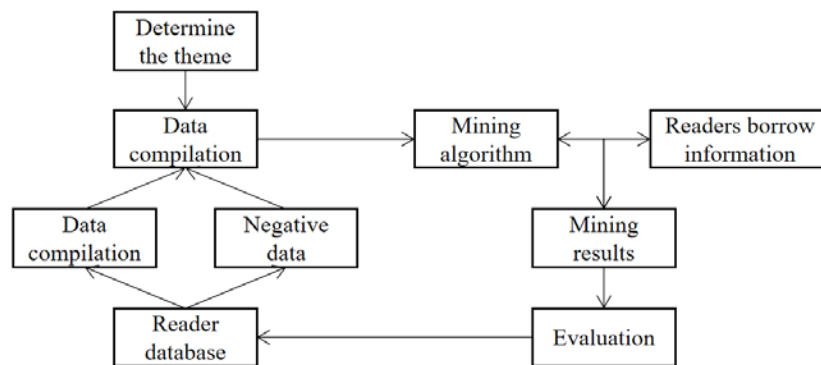 Determine
the theme
Data
compilation
Mining
algorithm
Readers borrow
information
Data
compilation
Negative
data
Mining
results
Reader
database
Evaluation